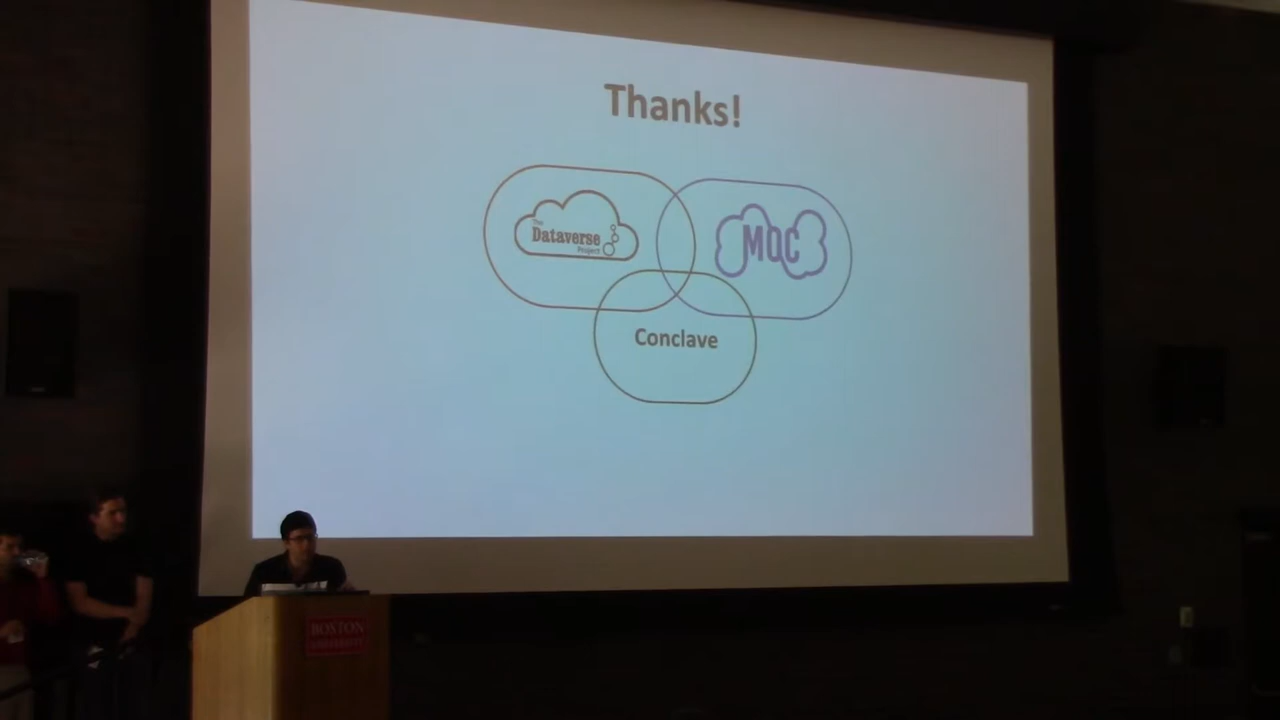 Thanks!
The
Dataverse
Project
MOC
Conclave
BOSTON
UNIVERSITY